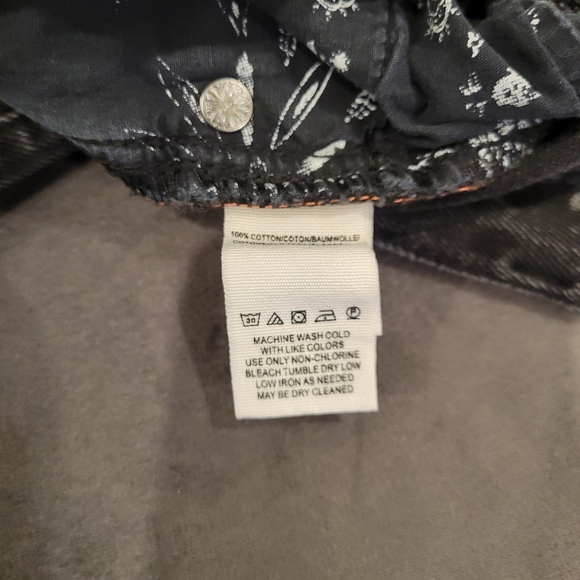 100% COTTON/COTON/BAUMWOLLE/
30 P
MACHINE WASH COLD
WITH LIKE COLORS
USE ONLY NON-CHLORINE
BLEACH TUMBLE DRY LOW
LOW IRON AS NEEDED
MAY BE DRY CLEANED